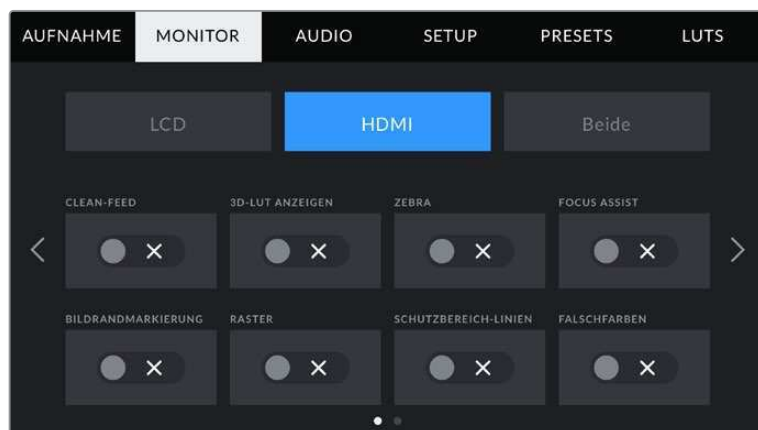 AUFNAHME MONITOR AUDIO SETUP PRESETS LUTS
LCD HDMI Beide
CLEAN-FEED 3D-LUT ANZEIGEN ZEBRA FOCUS ASSIST
BILDRANDMARKIERUNG RASTER SCHUTZBEREICH-LINIEN FALSCHFARBEN